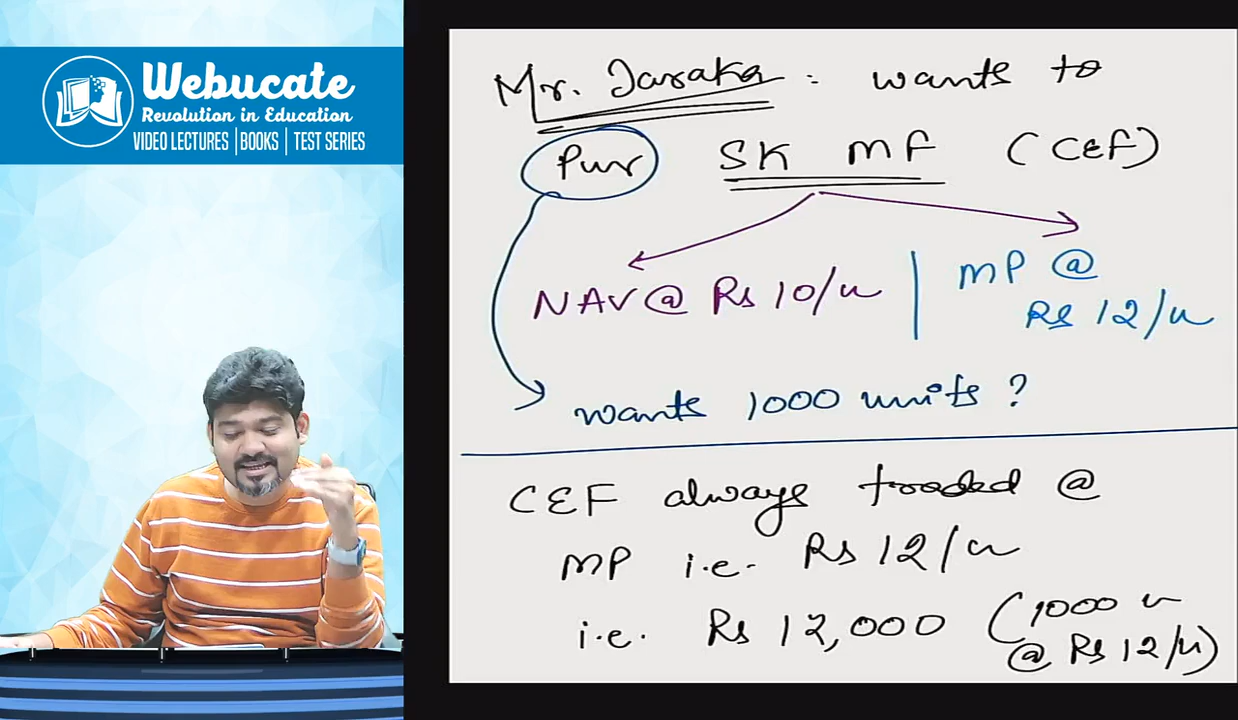 Webucate
Revolution in Education
VIDEO LECTURES | BOOKS | TEST SERIES
Mr. Jaraka : wants to
Pur SK MF (CEF)
NAV @ Rs 10/u | MP @
Rs 12/u
wants 1000 units ?
CEF always traded @
MP i.e. Rs 12/u
i.e. Rs 12,000 (1000 u
@ Rs 12/u)